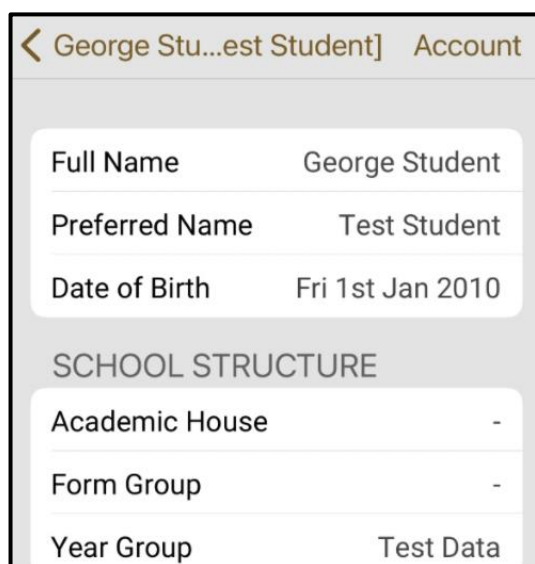 George Stu...est Student] Account
Full Name George Student
Preferred Name Test Student
Date of Birth Fri 1st Jan 2010
SCHOOL STRUCTURE
Academic House -
Form Group -
Year Group Test Data